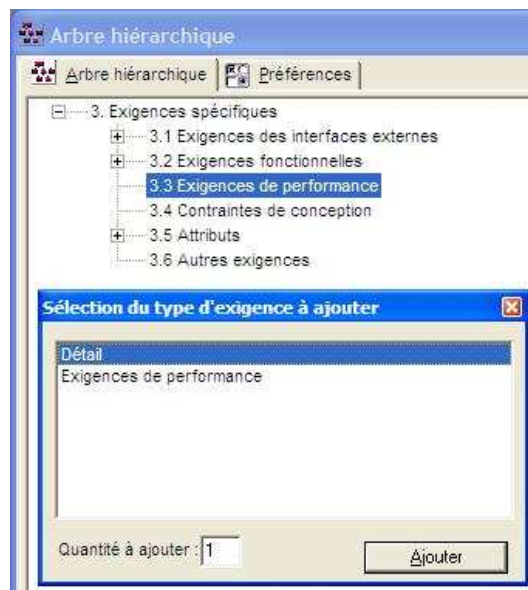 Arbre hiérarchique
Arbre hiérarchique Préférences
3. Exigences spécifiques
3.1 Exigences des interfaces externes
3.2 Exigences fonctionnelles
3.3 Exigences de performance
3.4 Contraintes de conception
3.5 Attributs
3.6 Autres exigences
Sélection du type d'exigence à ajouter
Détail
Exigences de performance
Quantité à ajouter : 1 Ajouter